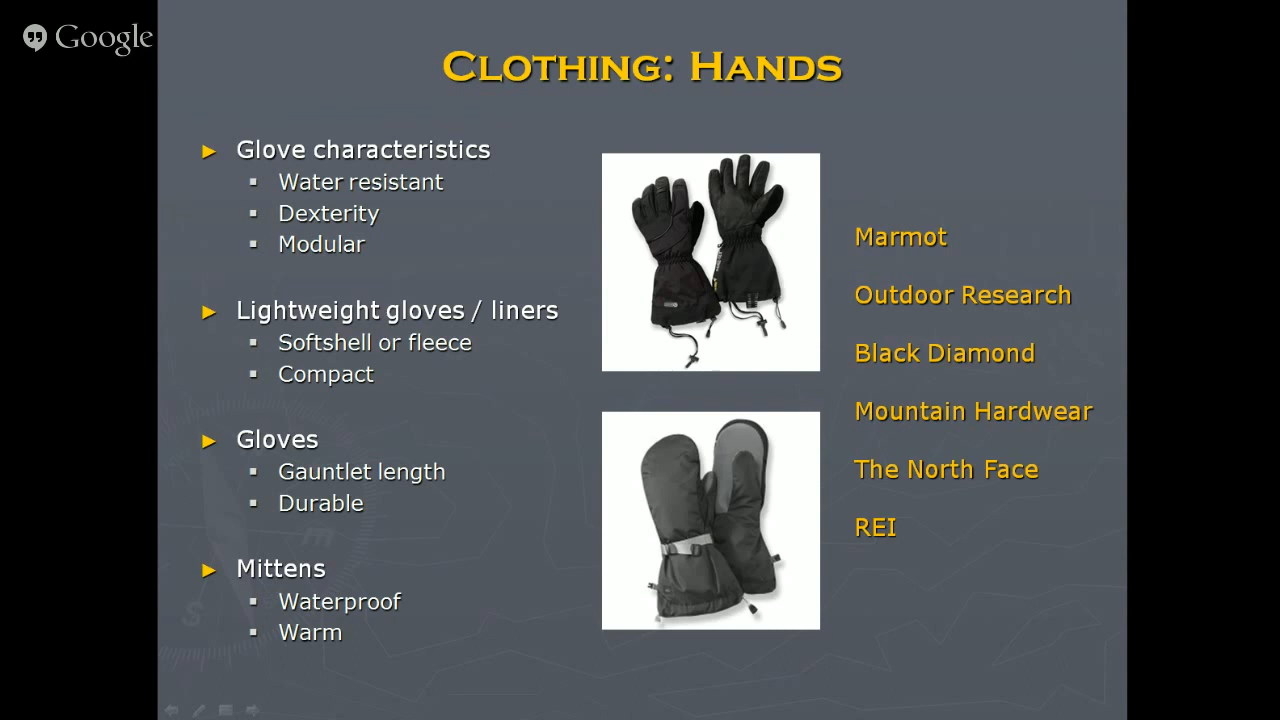 Google
Clothing: Hands
► Glove characteristics
▪ Water resistant
▪ Dexterity
▪ Modular
► Lightweight gloves / liners
▪ Softshell or fleece
▪ Compact
► Gloves
▪ Gauntlet length
▪ Durable
► Mittens
▪ Waterproof
▪ Warm
Marmot
Outdoor Research
Black Diamond
Mountain Hardwear
The North Face
REI